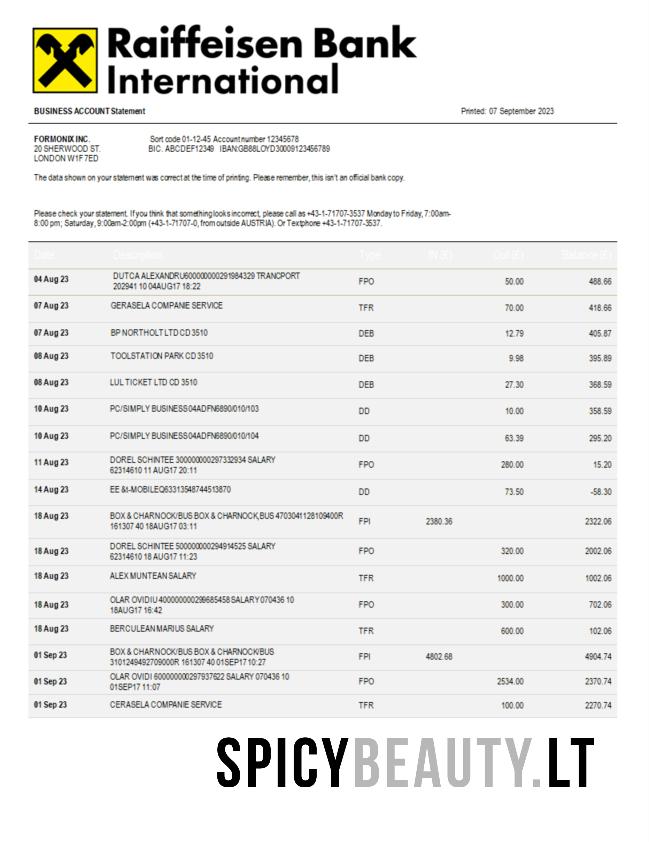 Raiffeisen Bank
International
BUSINESS ACCOUNT Statement Printed: 07 September 2023
FORMONIX INC. Sort code 01-12-45 Account number 12345678
20 SHERWOOD ST. BIC: ABCDEF12349 IBAN:GB88LOYD30009123456789
LONDON W1F7ED
The data shown on your statement was correct at the time of printing. Please remember, this isn't an official bank copy.
Please check your statement. If you think that something looks incorrect, please call as +43-1-71707-3537 Monday to Friday, 7:00am-
8:00 pm; Saturday, 9:00am-2:00pm (+43-1-71707-0, from outside AUSTRIA). Or Textphone +43-1-71707-3537.
Date Description Type IN (£) Out (£) Balance (£)
04 Aug 23 DUTCA ALEXANDRU600000000291984329 TRANCPORT
202941 10 04AUG17 18:22 FPO 50.00 488.66
07 Aug 23 GERASELA COMPANIE SERVICE TFR 70.00 418.66
07 Aug 23 BP NORTHOLT LTD CD 3510 DEB 12.79 405.87
08 Aug 23 TOOLSTATION PARK CD 3510 DEB 9.98 395.89
08 Aug 23 LUL TICKET LTD CD 3510 DEB 27.30 368.59
10 Aug 23 PC/SIMPLY BUSINESS04ADFN6890/010/103 DD 10.00 358.59
10 Aug 23 PC/SIMPLY BUSINESS04ADFN6890/010/104 DD 63.39 295.20
11 Aug 23 DOREL SCHINTEE 300000000297332934 SALARY
62314610 11 AUG17 20:11 FPO 280.00 15.20
14 Aug 23 EE &t-MOBILEQ63313548744513870 DD 73.50 -58.30
18 Aug 23 BOX & CHARNOCK/BUS BOX & CHARNOCK,BUS 4703041128109400R
161307 40 18AUG17 03:11 FPI 2380.36 2322.06
18 Aug 23 DOREL SCHINTEE 500000000294914525 SALARY
62314610 18 AUG17 11:23 FPO 320.00 2002.06
18 Aug 23 ALEX MUNTEAN SALARY TFR 1000.00 1002.06
18 Aug 23 OLAR OVIDIU 400000000299685458 SALARY 070436 10
18AUG17 16:42 FPO 300.00 702.06
18 Aug 23 BERCULEAN MARIUS SALARY TFR 600.00 102.06
01 Sep 23 BOX & CHARNOCK/BUS BOX & CHARNOCK/BUS
3101249492709000R 161307 40 01SEP17 10:27 FPI 4802.68 4904.74
01 Sep 23 OLAR OVIDI 600000000297937622 SALARY 070436 10
01SEP17 11:07 FPO 2534.00 2370.74
01 Sep 23 CERASELA COMPANIE SERVICE TFR 100.00 2270.74
SPICYBEAUTY.LT